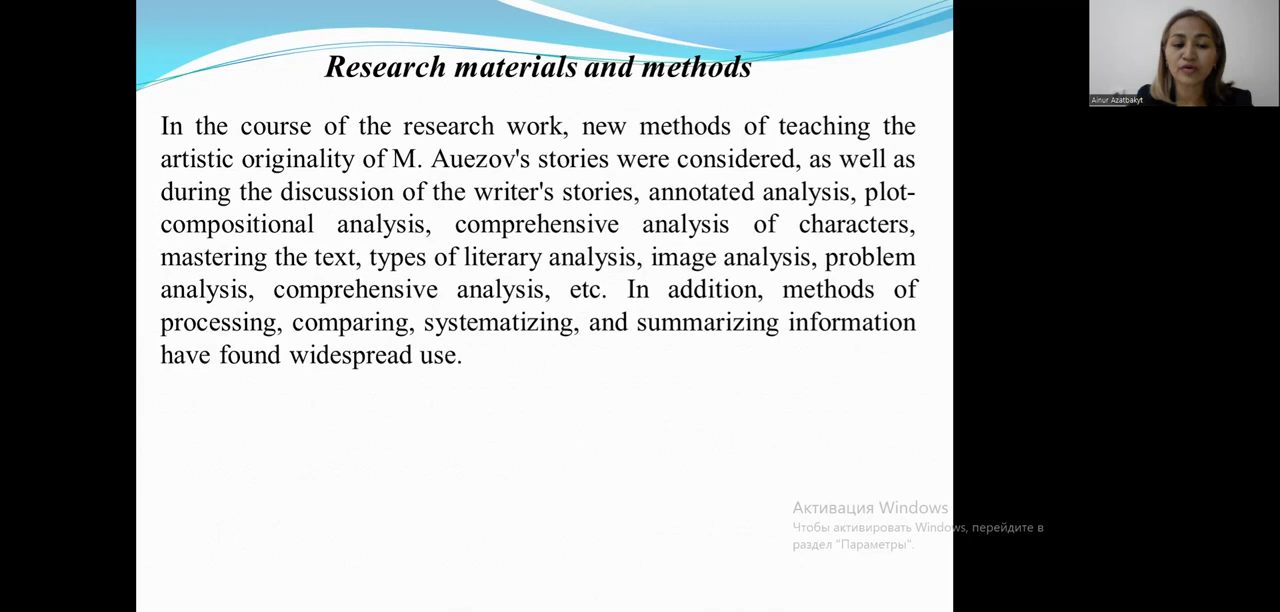 Research materials and methods
In the course of the research work, new methods of teaching the
artistic originality of M. Auezov's stories were considered, as well as
during the discussion of the writer's stories, annotated analysis, plot-
compositional analysis, comprehensive analysis of characters,
mastering the text, types of literary analysis, image analysis, problem
analysis, comprehensive analysis, etc. In addition, methods of
processing, comparing, systematizing, and summarizing information
have found widespread use.
Ainur Azatbakyt
Активация Windows
Чтобы активировать Windows, перейдите в
раздел "Параметры".